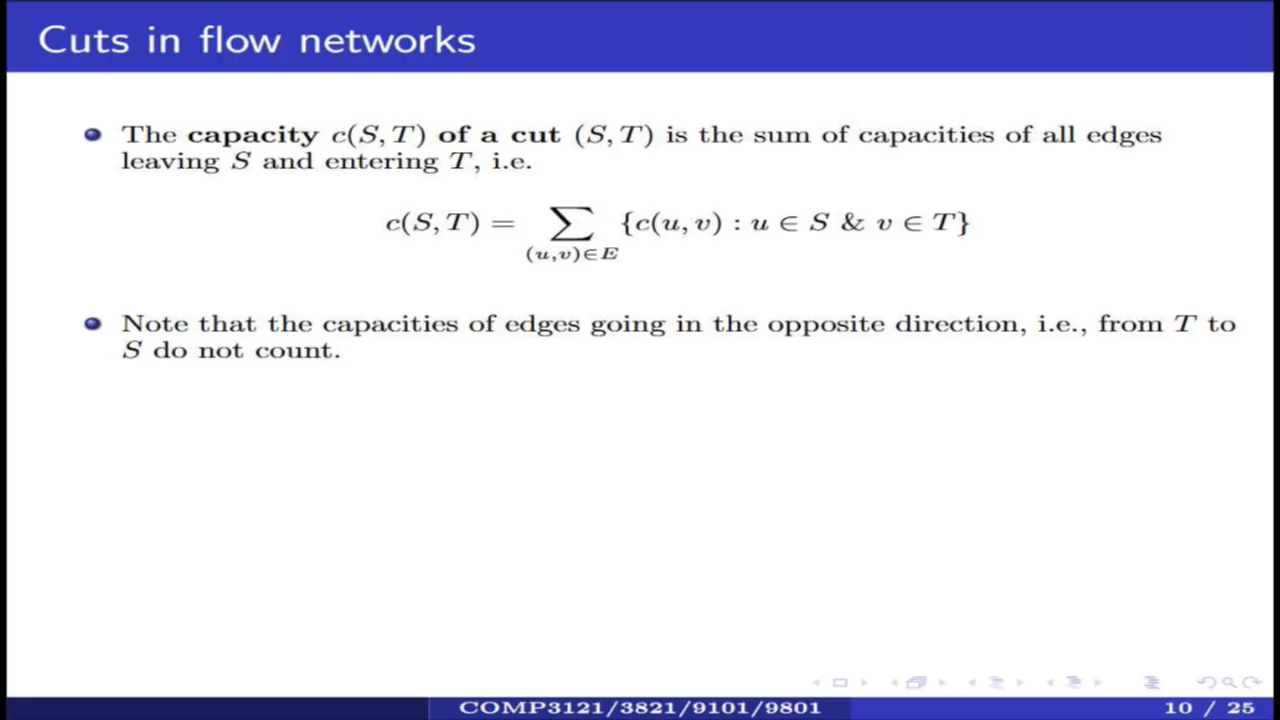 Cuts in flow networks
The capacity c(S, T) of a cut (S, T) is the sum of capacities of all edges
leaving S and entering T, i.e.
c(S, T) = ∑ {c(u, v) : u ∈ S & v ∈ T}
(u,v)∈E
Note that the capacities of edges going in the opposite direction, i.e., from T to
S do not count.
COMP3121/3821/9101/9801 10 / 25